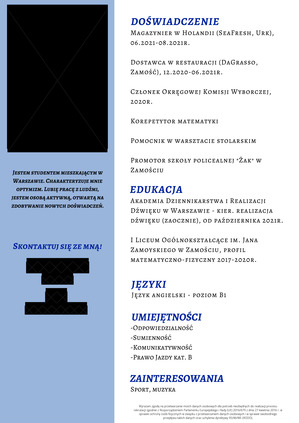 Jestem studentem mieszkającym w
Warszawie. Charakteryzuje mnie
optymizm. Lubię pracę z ludźmi,
jestem osobą aktywną, otwartą na
zdobywanie nowych doświadczeń.
Skontaktuj się ze mną!
DOŚWIADCZENIE
Magazynier w Holandii (SeaFresh, Urk),
06.2021-08.2021r.
Dostawca w restauracji (DaGrasso,
Zamość), 12.2020-06.2021r.
Członek Okręgowej Komisji Wyborczej,
2020r.
Korepetytor matematyki
Pomocnik w warsztacie stolarskim
Promotor szkoły policealnej "Żak" w
Zamościu
EDUKACJA
Akademia Dziennikarstwa i Realizacji
Dźwięku w Warszawie - kier. realizacja
dźwięku (zaocznie), od października 2021r.
I Liceum Ogólnokształcące im. Jana
Zamoyskiego w Zamościu, profil
matematyczno-fizyczny 2017-2020r.
JĘZYKI
Język angielski - poziom B1
UMIEJĘTNOŚCI
-Odpowiedzialność
-Sumienność
-Komunikatywność
-Prawo Jazdy kat. B
ZAINTERESOWANIA
Sport, muzyka